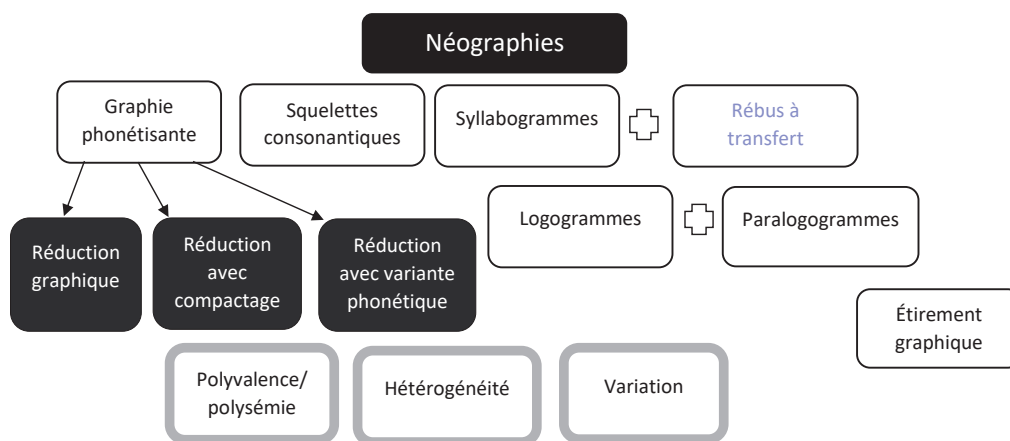 Néographies
Graphie
phonétisante
Squelettes
consonantiques
Syllabogrammes
Rébus à
transfert
Logogrammes
Paralogogrammes
Réduction
graphique
Réduction
avec
compactage
Réduction
avec variante
phonétique
Étirement
graphique
Polyvalence/
polysémie
Hétérogénéité
Variation